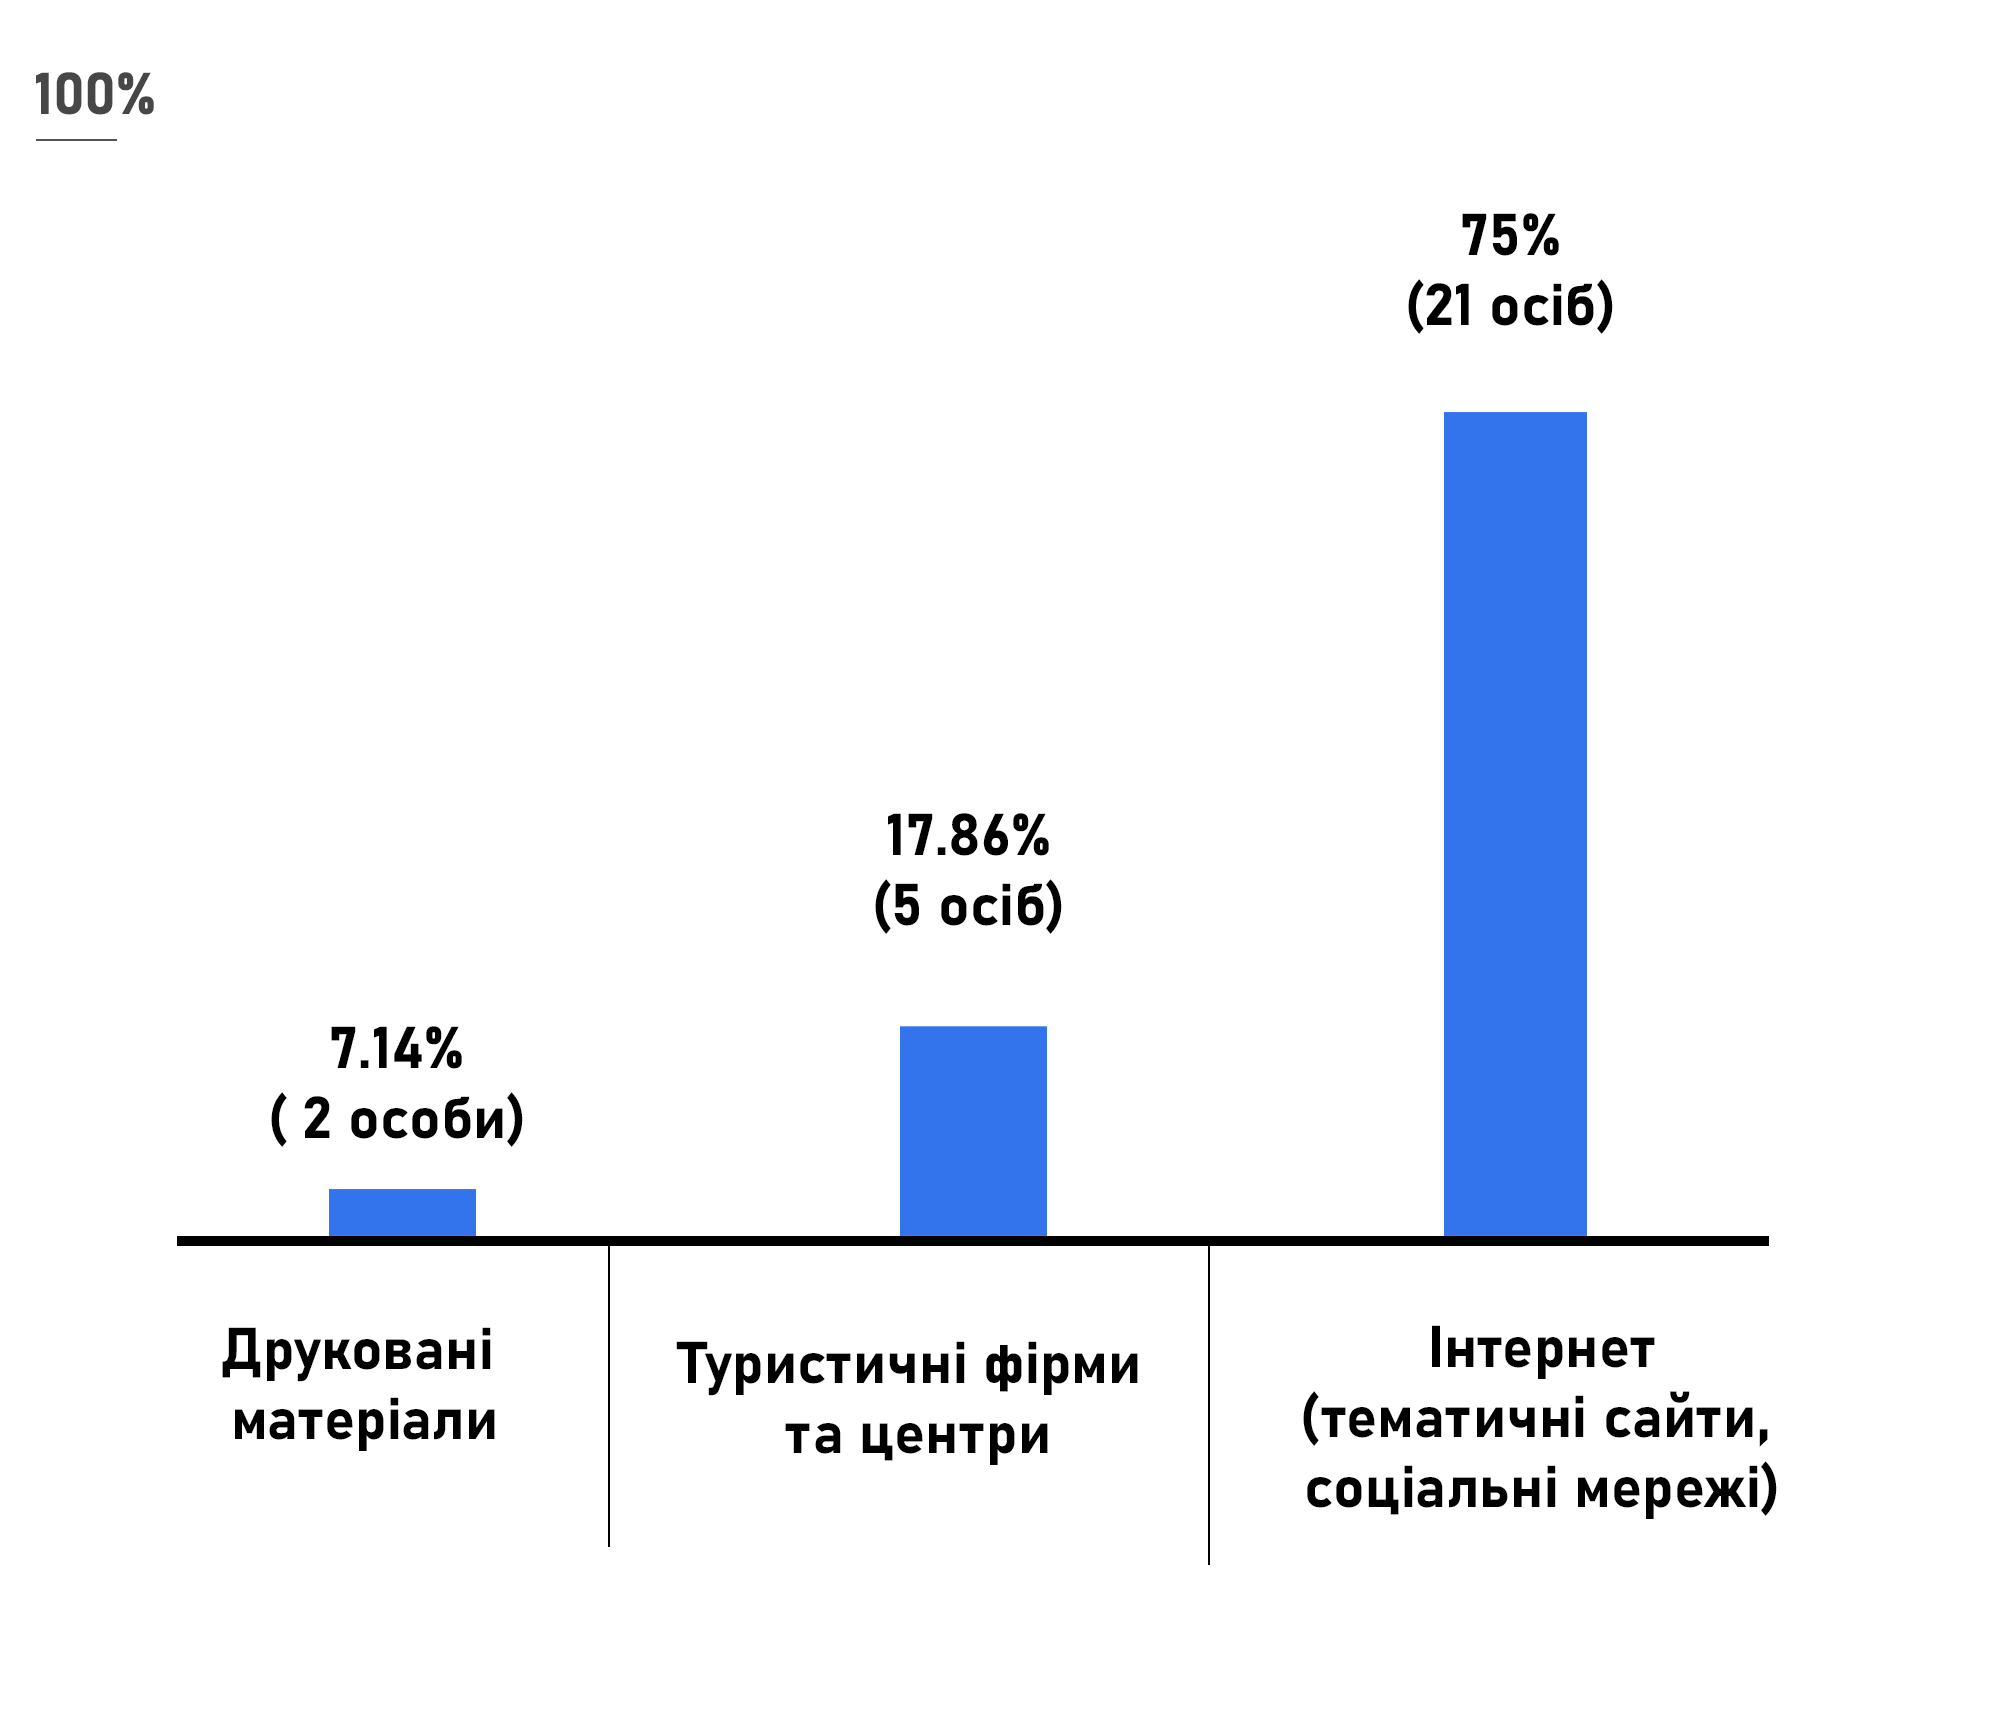 100%
75%
(21 осіб)
17.86%
(5 осіб)
7.14%
( 2 особи)
Друковані
матеріали
Туристичні фірми
та центри
Інтернет
(тематичні сайти,
соціальні мережі)